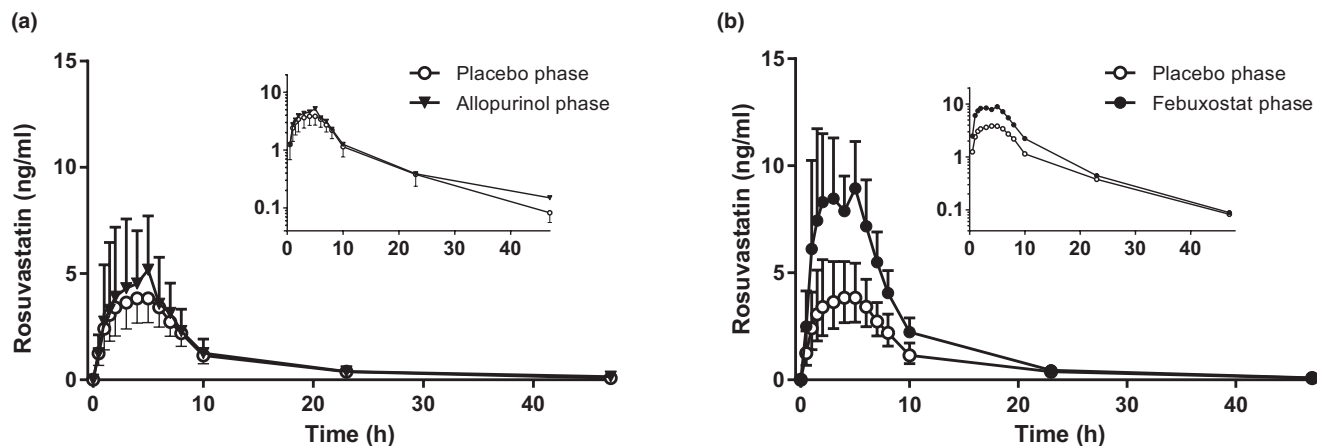 (a)
15
10
5
0
Rosuvastatin (ng/ml)
0 10 20 30 40
Time (h)
Placebo phase
Allopurinol phase
10
1
0.1
0 10 20 30 40
(b)
15
10
5
0
Rosuvastatin (ng/ml)
0 10 20 30 40
Time (h)
Placebo phase
Febuxostat phase
10
1
0.1
0 10 20 30 40